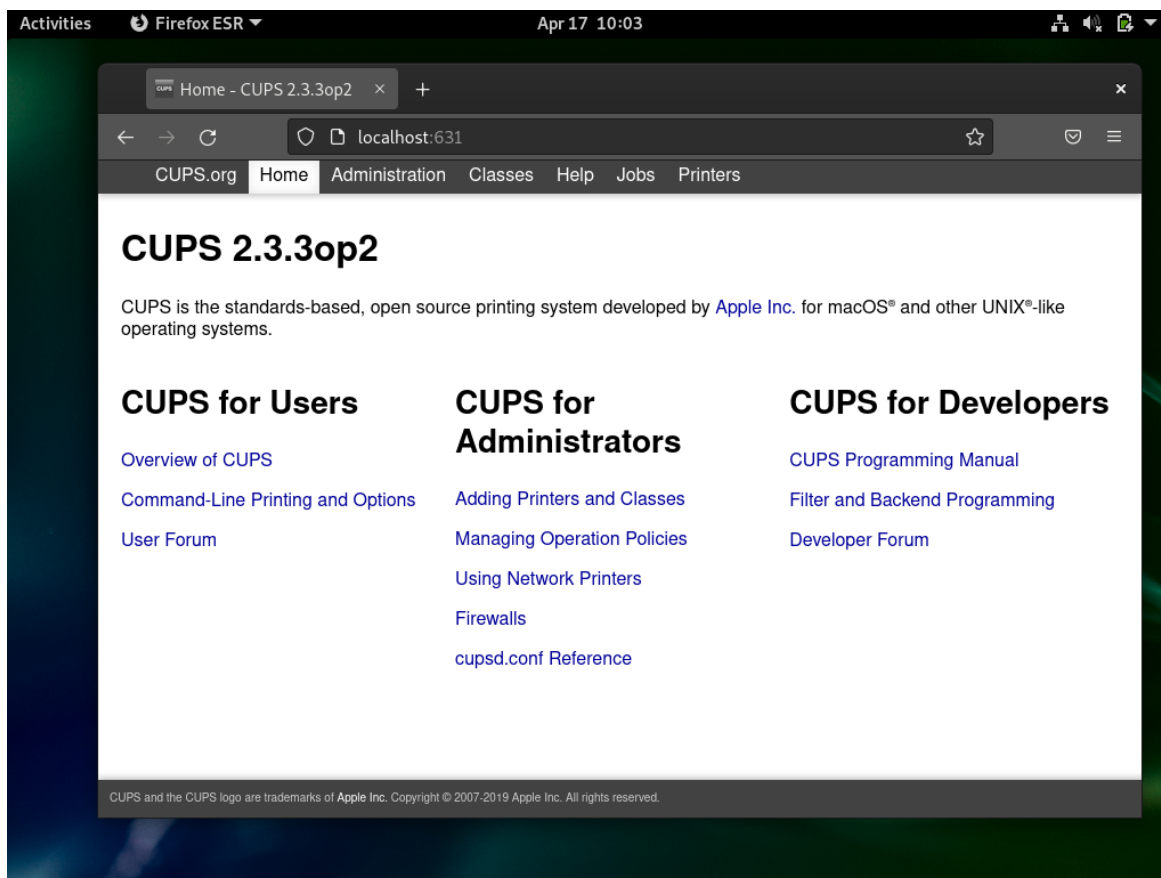 Activities Firefox ESR Apr 17 10:03
CUPS Home - CUPS 2.3.3op2 × +
localhost:631
CUPS.org Home Administration Classes Help Jobs Printers
CUPS 2.3.3op2
CUPS is the standards-based, open source printing system developed by Apple Inc. for macOS® and other UNIX®-like
operating systems.
CUPS for Users
Overview of CUPS
Command-Line Printing and Options
User Forum
CUPS for
Administrators
Adding Printers and Classes
Managing Operation Policies
Using Network Printers
Firewalls
cupsd.conf Reference
CUPS for Developers
CUPS Programming Manual
Filter and Backend Programming
Developer Forum
CUPS and the CUPS logo are trademarks of Apple Inc. Copyright © 2007-2019 Apple Inc. All rights reserved.